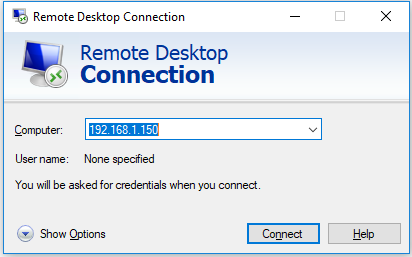 Remote Desktop Connection
Remote Desktop
Connection
Computer: 192.168.1.150
User name: None specified
You will be asked for credentials when you connect.
Show Options Connect Help